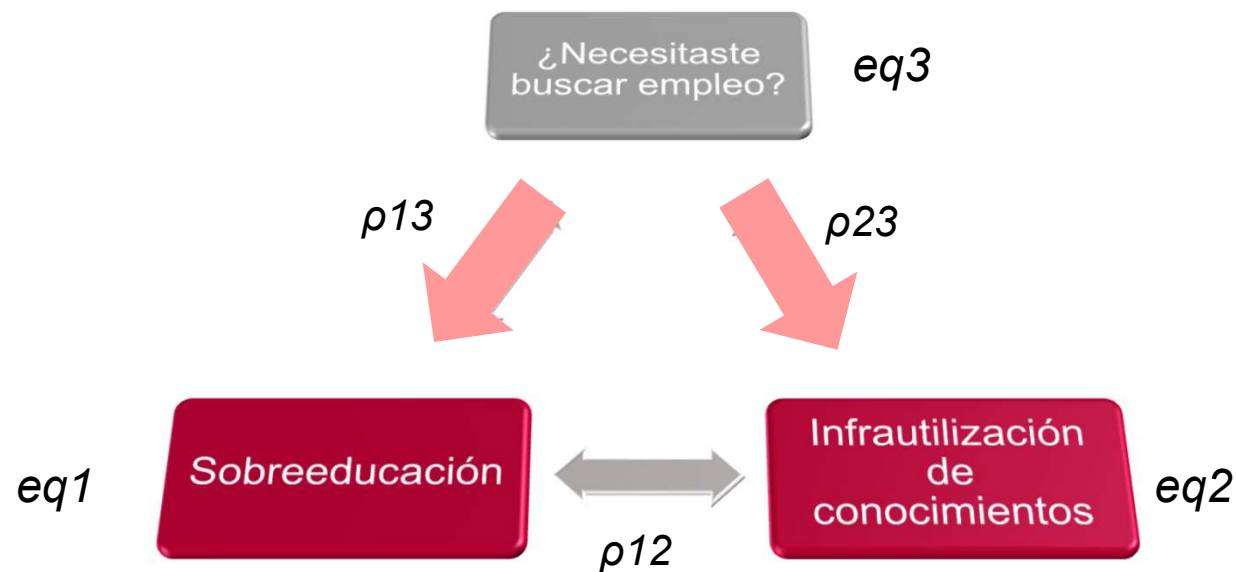 ¿Necesitaste
buscar empleo?
eq3
ρ13
ρ23
eq1
Sobreeducación
ρ12
Infrautilización
de
conocimientos
eq2